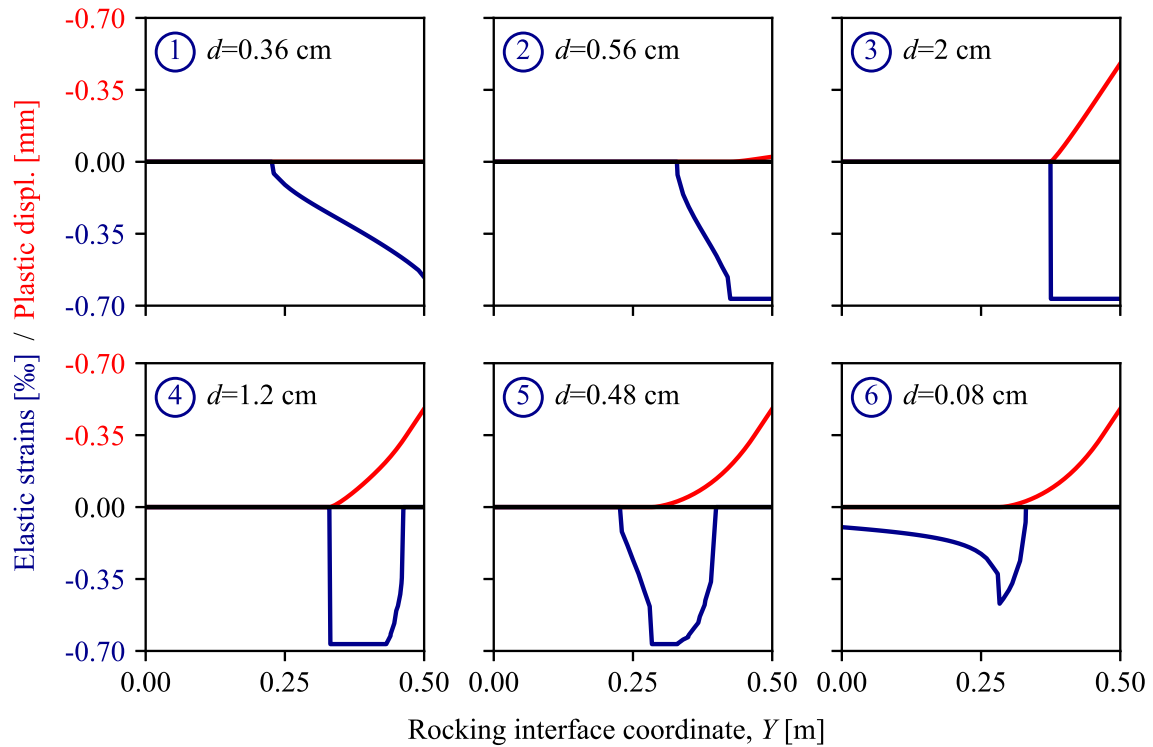 -0.70
-0.35
0.00
-0.35
-0.70
1 d=0.36 cm
2 d=0.56 cm
3 d=2 cm
-0.70
-0.35
0.00
-0.35
-0.70
4 d=1.2 cm
5 d=0.48 cm
6 d=0.08 cm
0.00 0.25 0.50
0.00 0.25 0.50
0.00 0.25 0.50
Elastic strains [‰] / Plastic displ. [mm]
Rocking interface coordinate, Y [m]